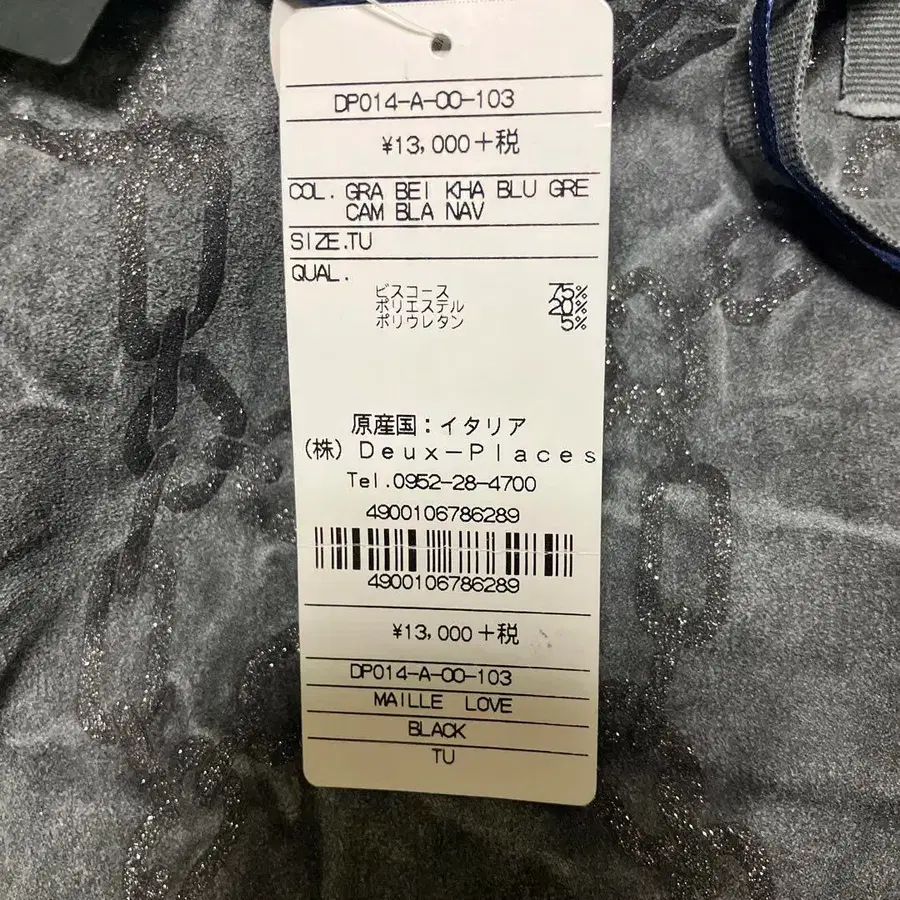 DP014-A-00-103
¥13,000+税
COL. GRA BEI KHA BLU GRE
CAM BLA NAV
SIZE.TU
QUAL.
ビスコース 75%
ポリエステル 20%
ポリウレタン 5%
原産国：イタリア
(株) Deux-Places
Tel.0952-28-4700
4900106786289
4900106786289
¥13,000+税
DP014-A-00-103
MAILLE LOVE
BLACK
TU